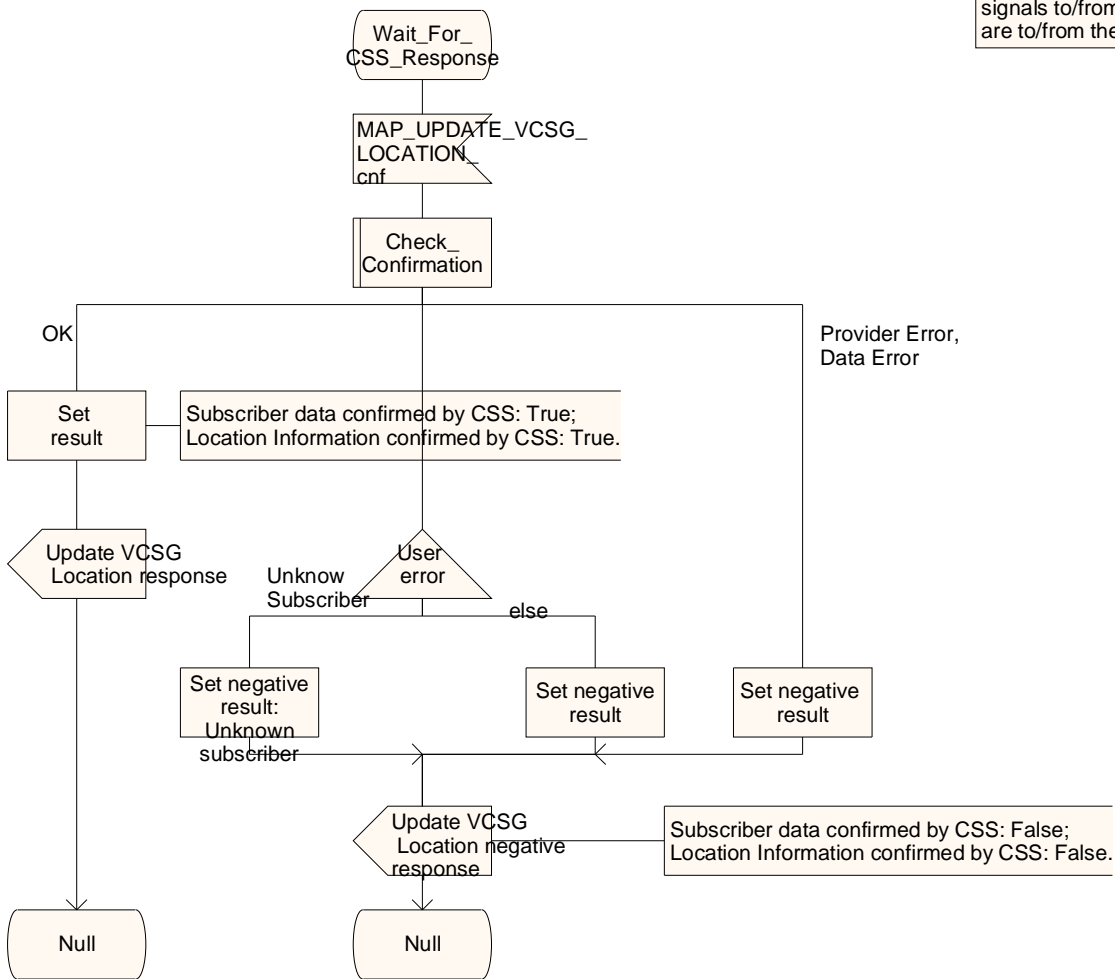 signals to/from
are to/from the
Wait_For_
CSS_Response
MAP_UPDATE_VCSG_
LOCATION_
cnf
Check_
Confirmation
OK
Provider Error,
Data Error
Set
result
Subscriber data confirmed by CSS: True;
Location Information confirmed by CSS: True.
Update VCSG
Location response
User
error
Unknow
Subscriber
else
Set negative
result:
Unknown
subscriber
Set negative
result
Set negative
result
Update VCSG
Location negative
response
Subscriber data confirmed by CSS: False;
Location Information confirmed by CSS: False.
Null
Null